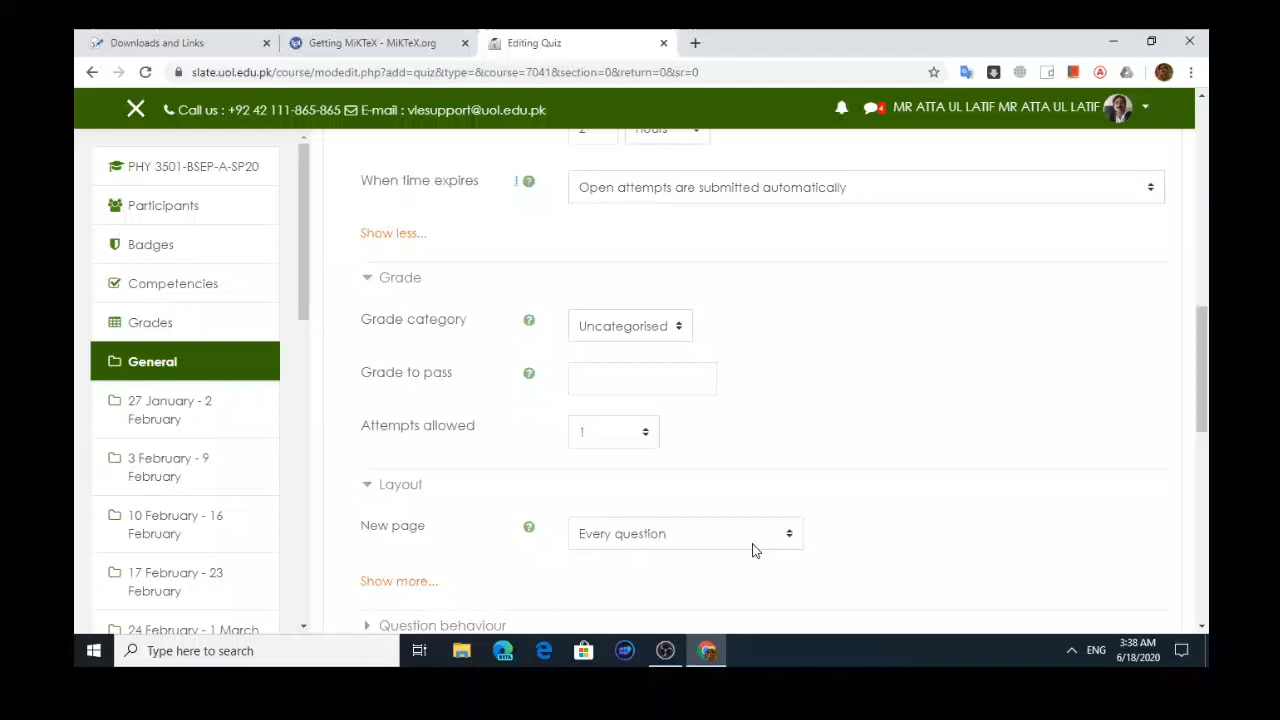 Downloads and Links
Getting MiKTeX - MiKTeX.org
Editing Quiz
slate.uol.edu.pk/course/modedit.php?add=quiz&type=&course=7041&section=0&return=0&sr=0
Call us : +92 42 111-865-865 E-mail : vlesupport@uol.edu.pk
4
MR ATTA UL LATIF MR ATTA UL LATIF
PHY 3501-BSEP-A-SP20
Participants
Badges
Competencies
Grades
General
27 January - 2
February
3 February - 9
February
10 February - 16
February
17 February - 23
February
24 February - 1 March
2 Hours
When time expires ! Open attempts are submitted automatically
Show less...
Grade
Grade category Uncategorised
Grade to pass
Attempts allowed 1
Layout
New page Every question
Show more...
Question behaviour
Type here to search
ENG
3:38 AM
6/18/2020